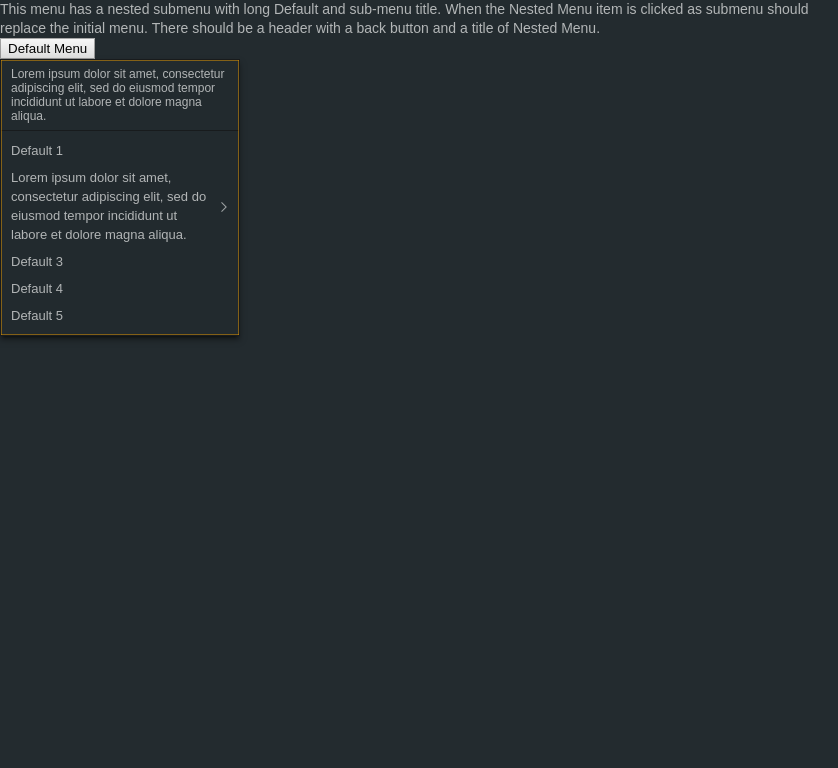 This menu has a nested submenu with long Default and sub-menu title. When the Nested Menu item is clicked as submenu should
replace the initial menu. There should be a header with a back button and a title of Nested Menu.
Default Menu
Lorem ipsum dolor sit amet, consectetur
adipiscing elit, sed do eiusmod tempor
incididunt ut labore et dolore magna
aliqua.
Default 1
Lorem ipsum dolor sit amet,
consectetur adipiscing elit, sed do
eiusmod tempor incididunt ut
labore et dolore magna aliqua.
Default 3
Default 4
Default 5